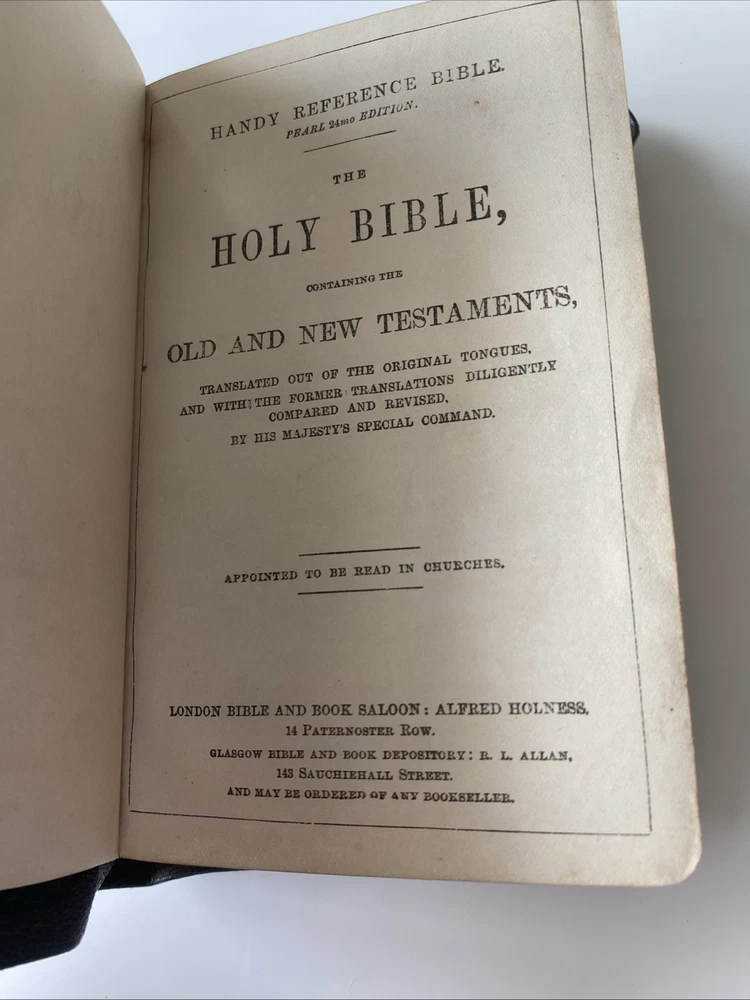 HANDY REFERENCE BIBLE.
PEARL 24mo EDITION.
THE
HOLY BIBLE,
CONTAINING THE
OLD AND NEW TESTAMENTS,
TRANSLATED OUT OF THE ORIGINAL TONGUES,
AND WITH THE FORMER TRANSLATIONS DILIGENTLY
COMPARED AND REVISED,
BY HIS MAJESTY'S SPECIAL COMMAND.
APPOINTED TO BE READ IN CHURCHES.
LONDON BIBLE AND BOOK SALOON: ALFRED HOLNESS,
14 PATERNOSTER ROW.
GLASGOW BIBLE AND BOOK DEPOSITORY: R. L. ALLAN,
143 SAUCHIEHALL STREET.
AND MAY BE ORDERED OF ANY BOOKSELLER.